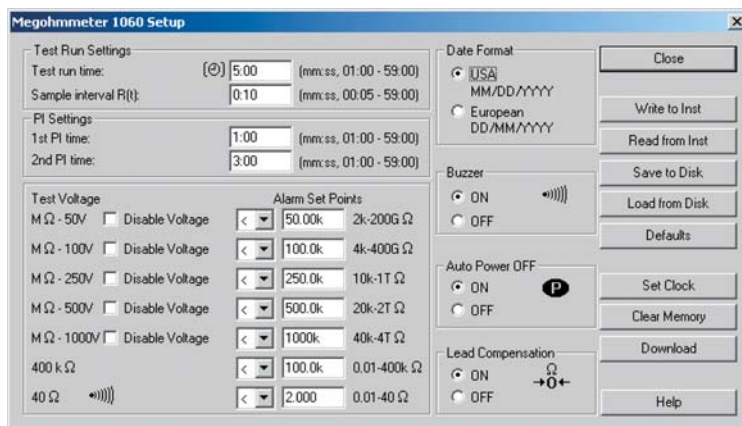 Megohmmeter 1060 Setup
Test Run Settings
Test run time: 5:00 (mm:ss, 01:00 - 59:00)
Sample interval R(t): 0:10 (mm:ss, 00:05 - 59:00)
PI Settings
1st PI time: 1:00 (mm:ss, 01:00 - 59:00)
2nd PI time: 3:00 (mm:ss, 01:00 - 59:00)
Test Voltage Alarm Set Points
M Ω - 50V Disable Voltage < 50.00k 2k-200G Ω
M Ω - 100V Disable Voltage < 100.0k 4k-400G Ω
M Ω - 250V Disable Voltage < 250.0k 10k-1T Ω
M Ω - 500V Disable Voltage < 500.0k 20k-2T Ω
M Ω - 1000V Disable Voltage < 1000k 40k-4T Ω
400 k Ω < 100.0k 0.01-400k Ω
40 Ω < 2.000 0.01-40 Ω
Date Format
USA
MM/DD/YYYY
European
DD/MM/YYYY
Buzzer
ON
OFF
Auto Power OFF
ON P
OFF
Lead Compensation
ON Ω
→0←
OFF
Close
Write to Inst
Read from Inst
Save to Disk
Load from Disk
Defaults
Set Clock
Clear Memory
Download
Help